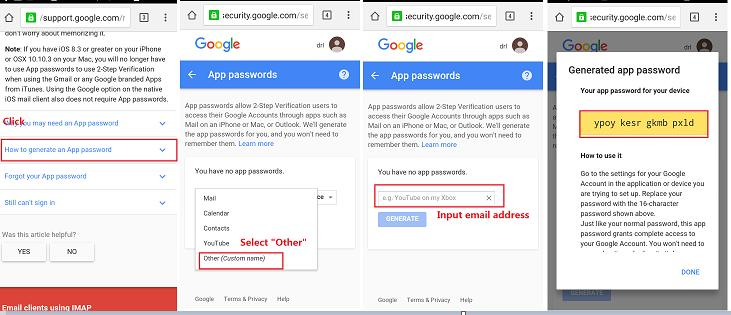 /support.google.com/r
3
don't worry about memorizing it.
Note: If you have iOS 8.3 or greater on your iPhone
or OSX 10.10.3 on your Mac, you will no longer have
to use App passwords to use 2-Step Verification
when using the Gmail or any Google branded Apps
from iTunes. Using the Google option on the native
iOS mail client also does not require App passwords.
Click
you may need an App password
How to generate an App password
Forgot your App password
Still can't sign in
Was this article helpful?
YES
NO
Email clients using IMAP
:ecurity.google.com/se
4
Google
drl
App passwords
App passwords allow 2-Step Verification users to
access their Google Accounts through apps such as
Mail on an iPhone or Mac, or Outlook. We'll generate
the app passwords for you, and you won't need to
remember them. Learn more
You have no app passwords.
Mail
Calendar
Contacts
YouTube
Other (Custom name)
ce
Select "Other"
Google
Terms & Privacy
Help
:ecurity.google.com/se
4
Google
drl
App passwords
App passwords allow 2-Step Verification users to
access their Google Accounts through apps such as
Mail on an iPhone or Mac, or Outlook. We'll generate
the app passwords for you, and you won't need to
remember them. Learn more
You have no app passwords.
e.g. YouTube on my Xbox
GENERATE
Input email address
Google
Terms & Privacy
Help
:ecurity.google.com/se
4
Generated app password
Your app password for your device
ypoy kesr gkmb pxld
How to use it
Go to the settings for your Google
Account in the application or device you
are trying to set up. Replace your
password with the 16-character
password shown above.
Just like your normal password, this app
password grants complete access to
your Google Account. You won't need to
DONE
GENERATE